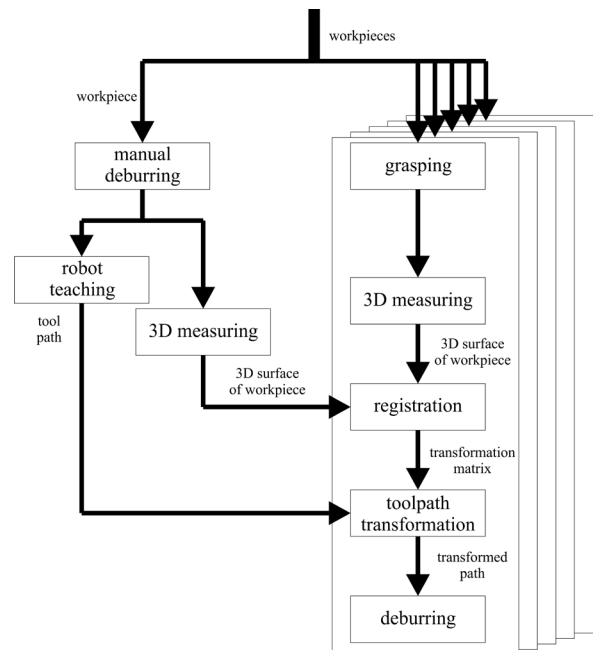 workpieces
workpiece
manual
deburring
grasping
robot
teaching
tool
path
3D measuring
3D measuring
3D surface
of workpiece
3D surface
of workpiece
registration
transformation
matrix
toolpath
transformation
transformed
path
deburring